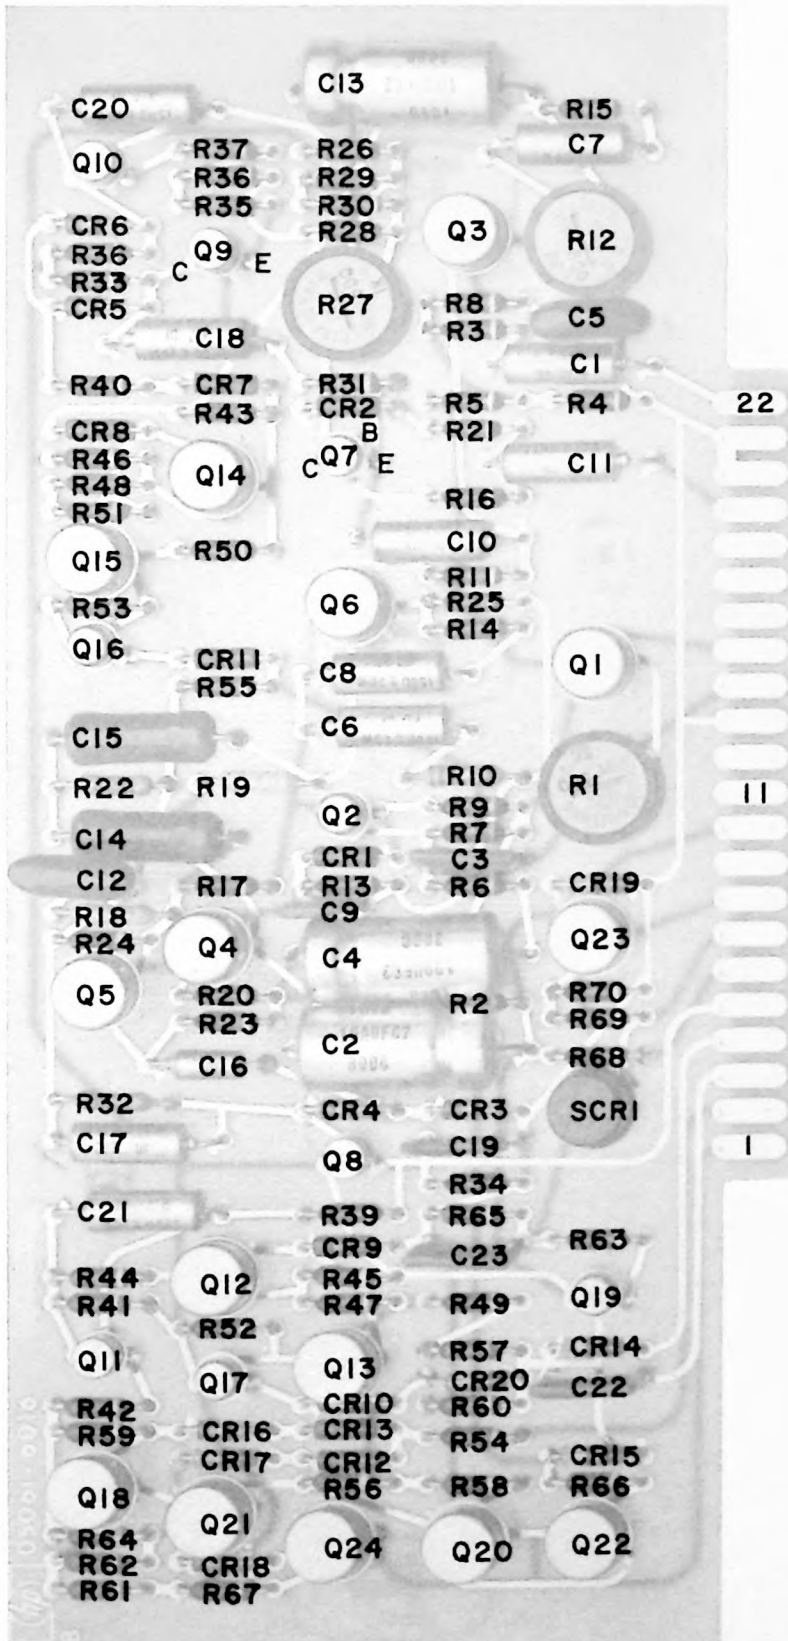 C13
C20
R15
C7
Q10
R37 R26
R36 R29
R35 R30
CR6 R28 Q3 R12
R36 Q9
C E
R33
CR5 R27 R8 C5
R3
C18
C1
R40 CR7 R31
R43 CR2 R5 R4 22
CR8 B R21
R46 Q14 C Q7 E C11
R48
R51 R16
Q15 R50 C10
R11
R53 Q6 R25
R14
Q16
CR11 C8 Q1
R55
C6
C15
R22 R19 R10 R1 11
Q2 R9
C14 R7
CR1 C3
C12 R17 R13 R6 CR19
R18 C9
R24 Q4 Q23
C4
Q5 R20 R2 R70
R23 R69
C2 R68
C16
R32 CR4 CR3 SCR1
C17 Q8 C19 1
R34
C21 R39 R65
CR9 C23 R63
R44 Q12 R45
R41 R47 R49 Q19
R52
Q11 Q13 R57 CR14
Q17 CR20 C22
R42 CR10 R60
R59 CR16 CR13 R54
CR17 CR12 CR15
R56 R58 R66
Q18
Q21
R64 Q24 Q20 Q22
R62 CR18
R61 R67